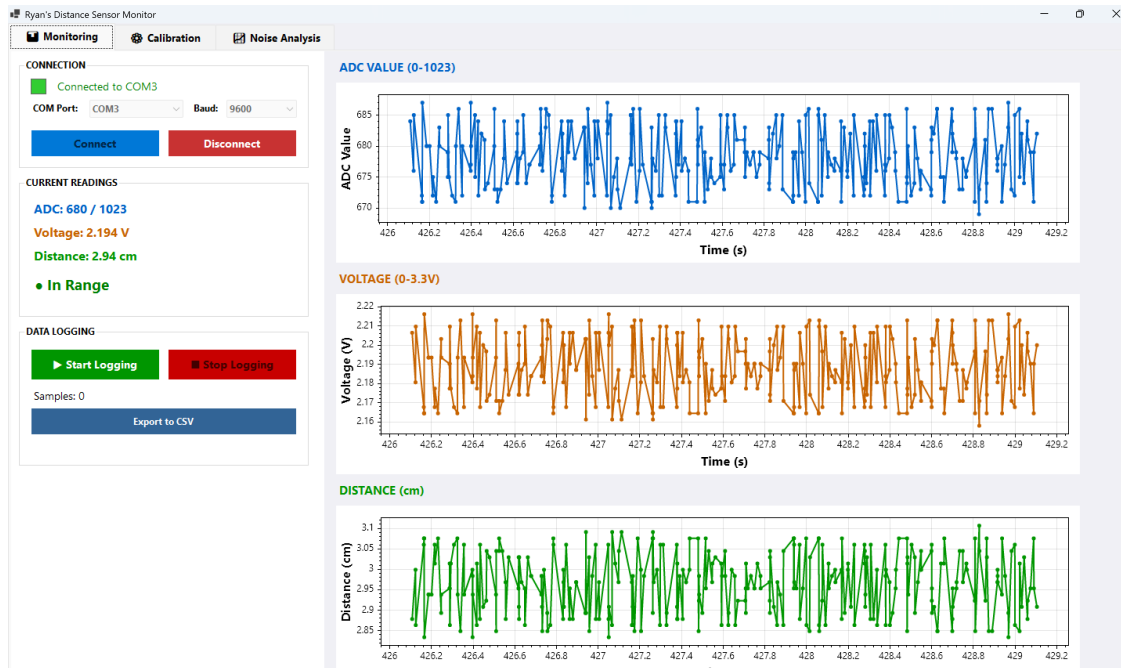 Ryan's Distance Sensor Monitor
Monitoring Calibration Noise Analysis
CONNECTION
Connected to COM3
COM Port: COM3 Baud: 9600
Connect Disconnect
CURRENT READINGS
ADC: 680 / 1023
Voltage: 2.194 V
Distance: 2.94 cm
● In Range
DATA LOGGING
Start Logging Stop Logging
Samples: 0
Export to CSV
ADC VALUE (0-1023)
ADC Value
685
680
675
670
426 426.2 426.4 426.6 426.8 427 427.2 427.4 427.6 427.8 428 428.2 428.4 428.6 428.8 429 429.2
Time (s)
VOLTAGE (0-3.3V)
Voltage (V)
2.22
2.21
2.2
2.19
2.18
2.17
2.16
426 426.2 426.4 426.6 426.8 427 427.2 427.4 427.6 427.8 428 428.2 428.4 428.6 428.8 429 429.2
Time (s)
DISTANCE (cm)
Distance (cm)
3.1
3.05
3
2.95
2.9
2.85
426 426.2 426.4 426.6 426.8 427 427.2 427.4 427.6 427.8 428 428.2 428.4 428.6 428.8 429 429.2